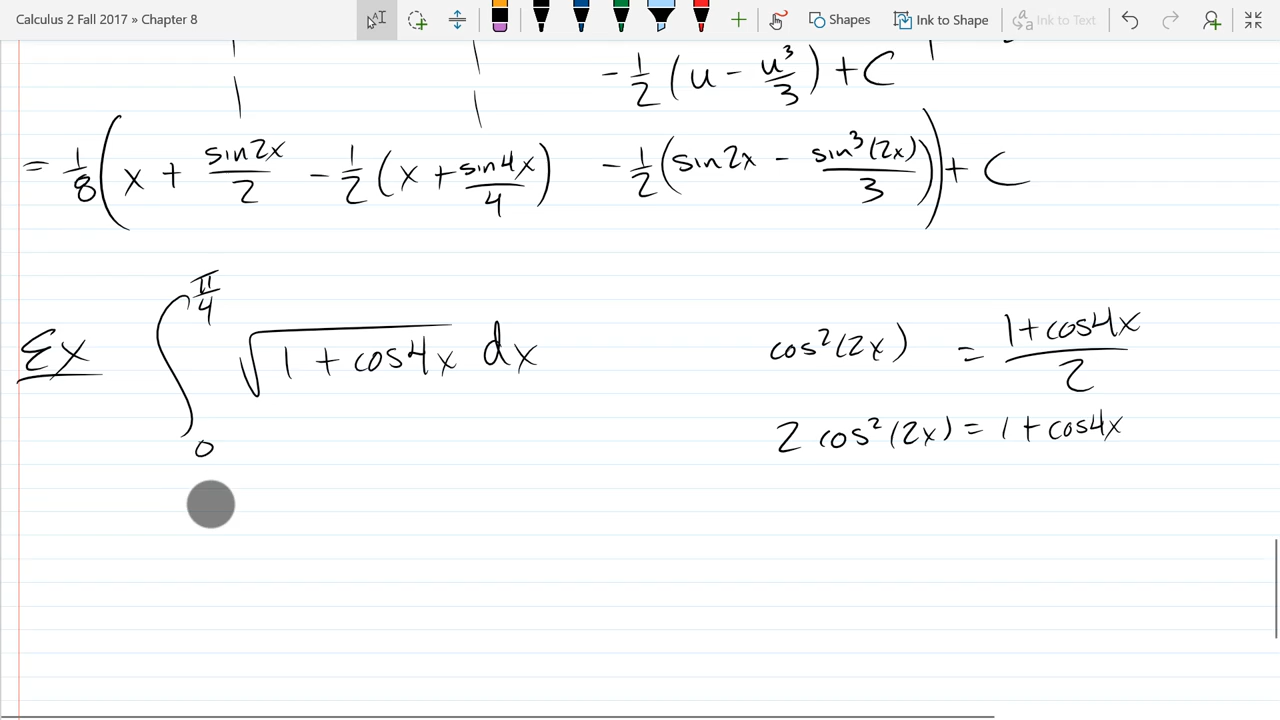 Calculus 2 Fall 2017 » Chapter 8 Shapes Ink to Shape Ink to Text
- 1/2 (u - u³/3) + C
= 1/8 (x + sin2x/2 - 1/2 (x + sin4x/4) - 1/2 (sin2x - sin³(2x)/3)) + C
Ex ∫₀^(π/4) √(1 + cos4x) dx
cos²(2x) = (1 + cos4x)/2
2 cos²(2x) = 1 + cos4x